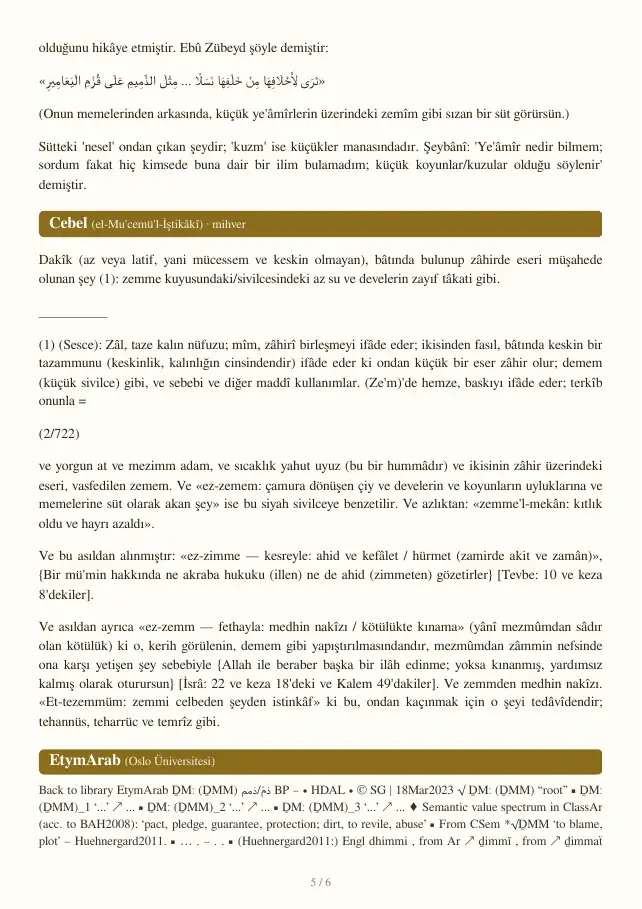 olduğunu hikâye etmiştir. Ebû Zübeyd şöyle demiştir:
«تَرَى لِأَخْلَافِهَا مِنْ خَلْفِهَا نَسَلًا ... مِثْلَ الذَّمِيمِ عَلَى قُزْمِ الْيَعَامِيرِ»
(Onun memelerinden arkasında, küçük ye'âmîrlerin üzerindeki zemîm gibi sızan bir süt görürsün.)
Sütteki 'nesel' ondan çıkan şeydir; 'kuzm' ise küçükler manasındadır. Şeybânî: 'Ye'âmîr nedir bilmem;
sordum fakat hiç kimsede buna dair bir ilim bulamadım; küçük koyunlar/kuzular olduğu söylenir'
demiştir.
Cebel (el-Mu'cemü'l-İştikâkî) · mihver
Dakîk (az veya latif, yani mücessem ve keskin olmayan), bâtında bulunup zâhirde eseri müşahede
olunan şey (1): zemme kuyusundaki/sivilcesindeki az su ve develerin zayıf tâkati gibi.
___________
(1) (Sesce): Zâl, taze kalın nüfuzu; mîm, zâhirî birleşmeyi ifâde eder; ikisinden fasıl, bâtında keskin bir
tazammunu (keskinlik, kalınlığın cinsindendir) ifâde eder ki ondan küçük bir eser zâhir olur; demem
(küçük sivilce) gibi, ve sebebi ve diğer maddî kullanımlar. (Ze'm)'de hemze, baskıyı ifâde eder; terkîb
onunla =
(2/722)
ve yorgun at ve mezimm adam, ve sıcaklık yahut uyuz (bu bir hummâdır) ve ikisinin zâhir üzerindeki
eseri, vasfedilen zemem. Ve «ez-zemem: çamura dönüşen çiy ve develerin ve koyunların uyluklarına ve
memelerine süt olarak akan şey» ise bu siyah sivilceye benzetilir. Ve azlıktan: «zemme'l-mekân: kıtlık
oldu ve hayrı azaldı».
Ve bu asıldan alınmıştır: «ez-zimme — kesreyle: ahid ve kefâlet / hürmet (zamirde akit ve zamân)»,
{Bir mü'min hakkında ne akraba hukuku (illen) ne de ahid (zimmeten) gözetirler} [Tevbe: 10 ve keza
8'dekiler].
Ve asıldan ayrıca «ez-zemm — fethayla: medhin nakîzı / kötülükte kınama» (yânî mezmûmdan sâdır
olan kötülük) ki o, kerih görülenin, demem gibi yapıştırılmasındandır, mezmûmdan zâmmin nefsinde
ona karşı yetişen şey sebebiyle {Allah ile beraber başka bir ilâh edinme; yoksa kınanmış, yardımsız
kalmış olarak oturursun} [İsrâ: 22 ve keza 18'deki ve Kalem 49'dakiler]. Ve zemmden medhin nakîzı.
«Et-tezemmüm: zemmi celbeden şeyden istinkâf» ki bu, ondan kaçınmak için o şeyi tedâvîdendir;
tehannüs, teharrüc ve temrîz gibi.
EtymArab (Oslo Üniversitesi)
Back to library EtymArab ḎM: (ḎMM) ذمّ/ذمم BP – • HDAL • © SG | 18Mar2023 √ ḎM: (ḎMM) “root” ▪ ḎM:
(ḎMM)_1 ‘...’ ↗ ... ▪ ḎM: (ḎMM)_2 ‘...’ ↗ ... ▪ ḎM: (ḎMM)_3 ‘...’ ↗ ... ♦ Semantic value spectrum in ClassAr
(acc. to BAH2008): ‘pact, pledge, guarantee, protection; dirt, to revile, abuse’ ▪ From CSem *√ḎMM ‘to blame,
plot’ – Huehnergard2011. ▪ … . – . . ▪ (Huehnergard2011:) Engl dhimmi , from Ar ↗ ḏimmī , from ↗ ḏimmaẗ
5 / 6